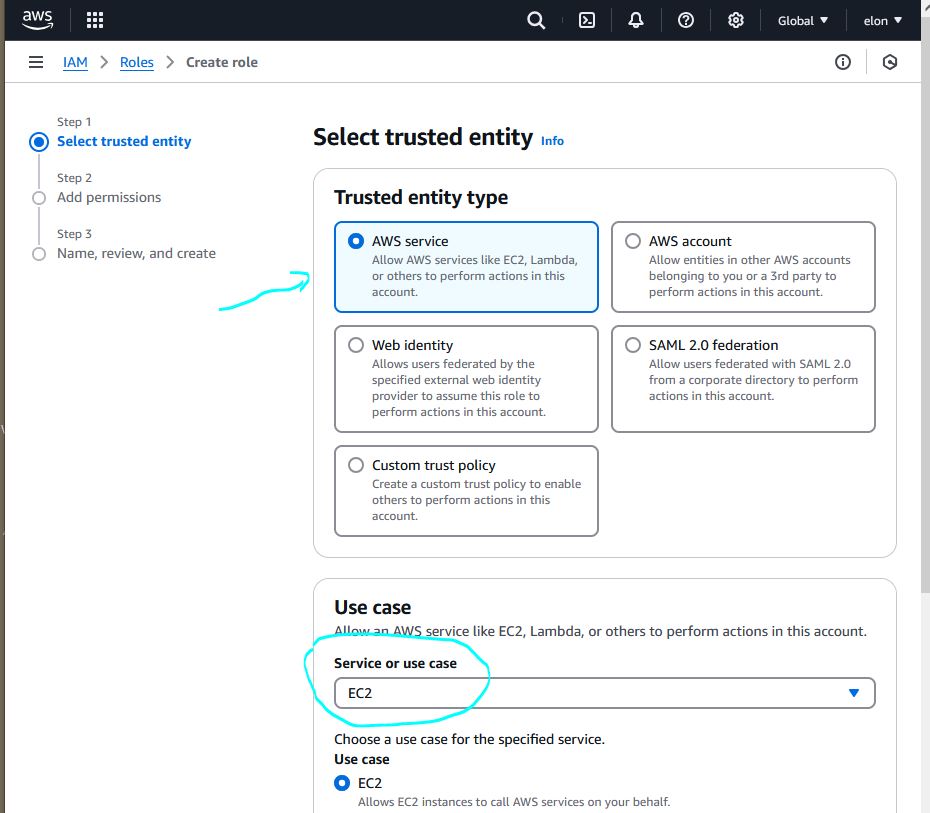 aws
Global ▼
elon ▼
IAM > Roles > Create role
Step 1
Select trusted entity
Step 2
Add permissions
Step 3
Name, review, and create
Select trusted entity Info
Trusted entity type
AWS service
Allow AWS services like EC2, Lambda,
or others to perform actions in this
account.
AWS account
Allow entities in other AWS accounts
belonging to you or a 3rd party to
perform actions in this account.
Web identity
Allows users federated by the
specified external web identity
provider to assume this role to
perform actions in this account.
SAML 2.0 federation
Allow users federated with SAML 2.0
from a corporate directory to perform
actions in this account.
Custom trust policy
Create a custom trust policy to enable
others to perform actions in this
account.
Use case
Allow an AWS service like EC2, Lambda, or others to perform actions in this account.
Service or use case
EC2
Choose a use case for the specified service.
Use case
EC2
Allows EC2 instances to call AWS services on your behalf.